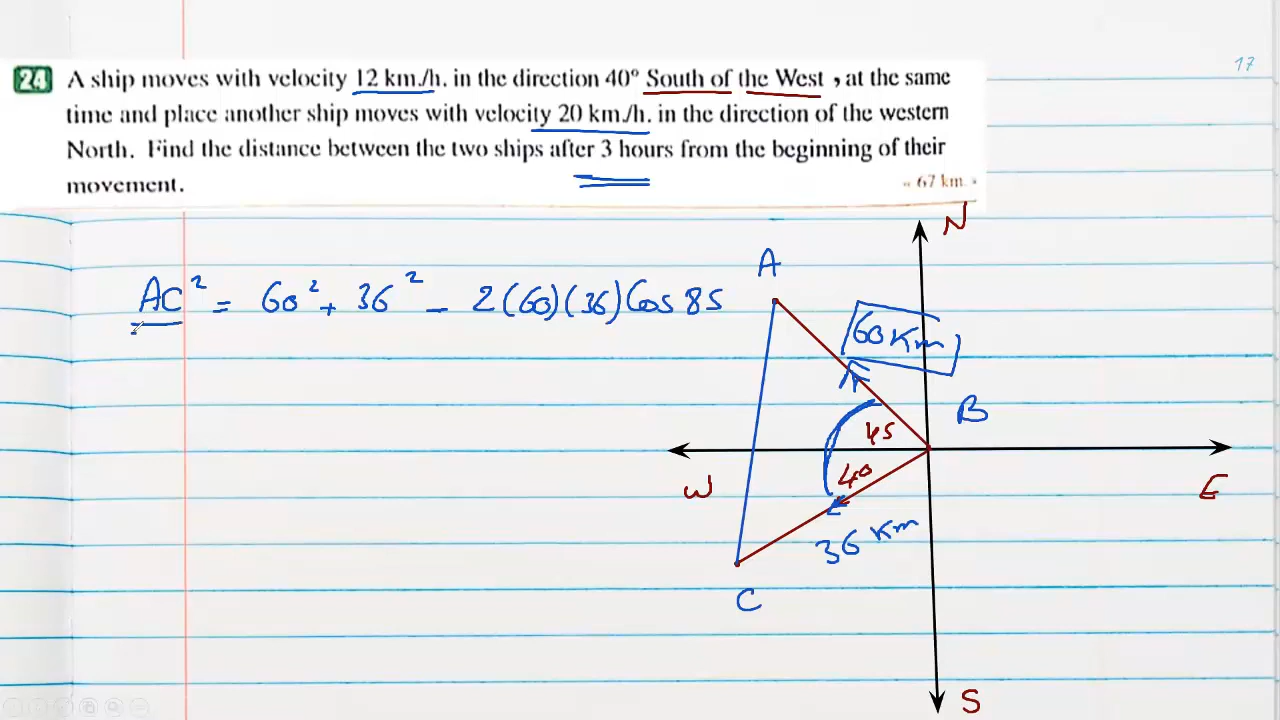 17
24 A ship moves with velocity 12 km./h. in the direction 40° South of the West , at the same
time and place another ship moves with velocity 20 km./h. in the direction of the western
North. Find the distance between the two ships after 3 hours from the beginning of their
movement.
« 67 km. »
N
A
AC² = 60² + 36² - 2(60)(36)Cos 85
60 Km
B
45
W
40
E
36 Km
C
S